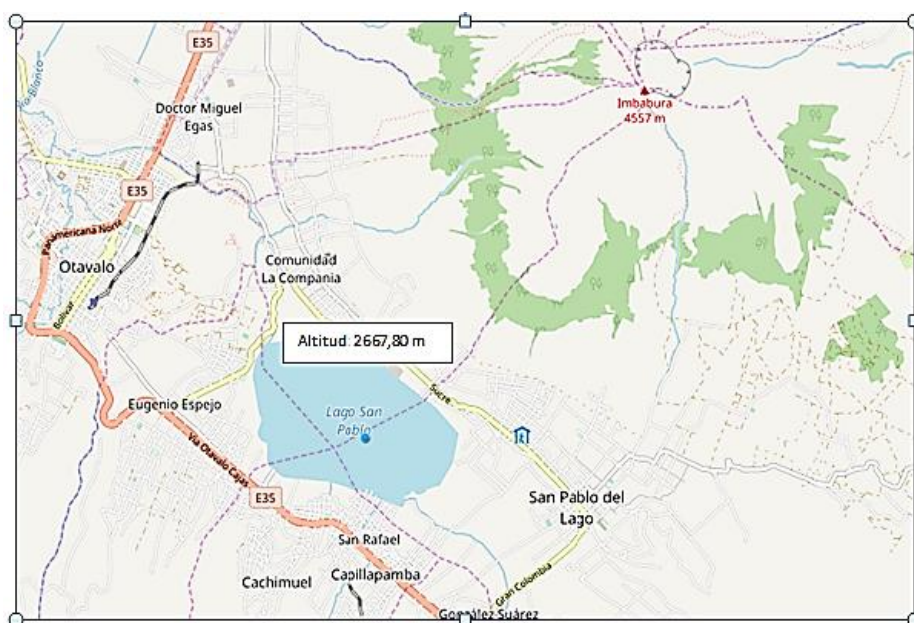 E35
Doctor Miguel
Egas
Imbabura
4557 m
E35
Panamericana Norte
Otavalo
Bolívar
Comunidad
La Compania
Altitud: 2667,80 m
Sucre
Eugenio Espejo
Lago San
Pablo
Via Otavalo Cajas
E35
San Pablo del
Lago
San Rafael
Cachimuel
Capillapamba
Gran Colombia
González Suárez